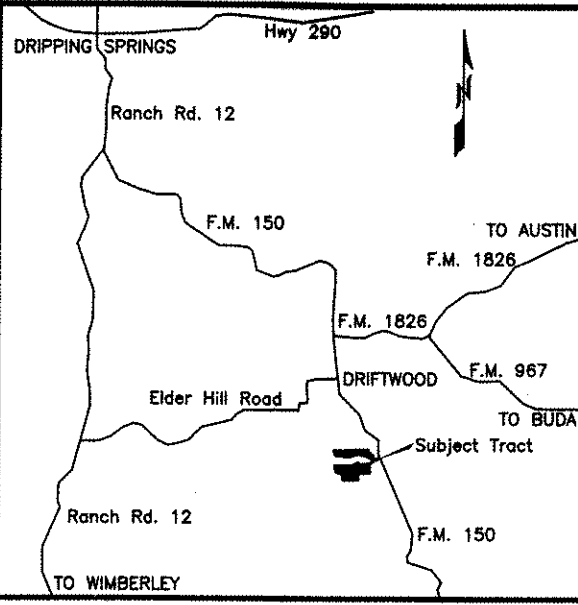 Hwy 290
DRIPPING SPRINGS
N
Ranch Rd. 12
F.M. 150
TO AUSTIN
F.M. 1826
F.M. 1826
F.M. 967
DRIFTWOOD
Elder Hill Road
TO BUDA
Subject Tract
Ranch Rd. 12
F.M. 150
TO WIMBERLEY